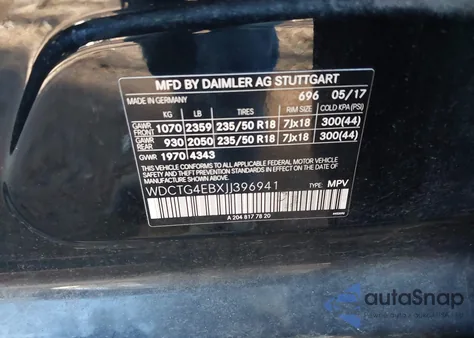 MFD BY DAIMLER AG STUTTGART
MADE IN GERMANY 696 05/17
KG LB TIRES RIM SIZE COLD KPA (PSI)
GAWR FRONT 1070 2359 235/50 R18 7Jx18 300(44)
GAWR REAR 930 2050 235/50 R18 7Jx18 300(44)
GVWR 1970 4343
THIS VEHICLE CONFORMS TO ALL APPLICABLE FEDERAL MOTOR VEHICLE
SAFETY AND THEFT PREVENTION STANDARDS IN EFFECT
ON THE DATE OF MANUFACTURE SHOWN ABOVE.
WDCTG4EBXJJ396941 TYPE: MPV
A 204 817 78 20
autoSnap